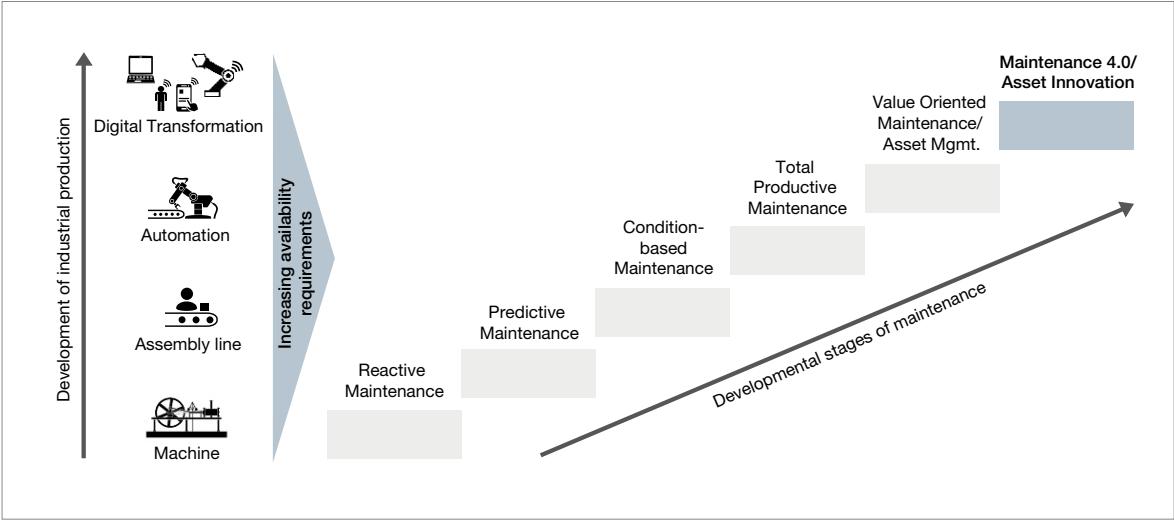 Development of industrial production
Digital Transformation
Automation
Assembly line
Machine
Increasing availability
requirements
Reactive
Maintenance
Predictive
Maintenance
Condition-
based
Maintenance
Total
Productive
Maintenance
Value Oriented
Maintenance/
Asset Mgmt.
Maintenance 4.0/
Asset Innovation
Developmental stages of maintenance